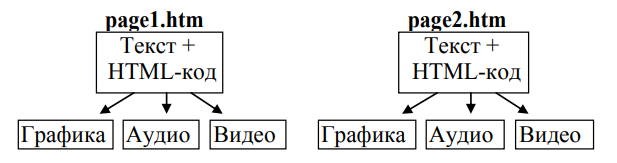 page1.htm
Текст +
HTML-код
Графика Аудио Видео
page2.htm
Текст +
HTML-код
Графика Аудио Видео